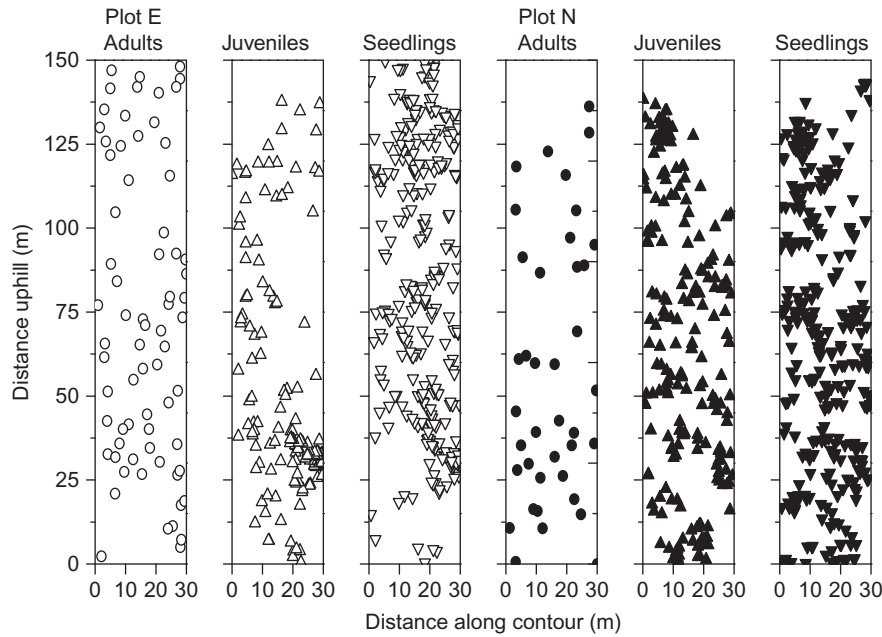 Plot E
Plot N
Adults
Juveniles
Seedlings
Adults
Juveniles
Seedlings
150
125
100
75
50
25
0
Distance uphill (m)
0 10 20 30
0 10 20 30
0 10 20 30
0 10 20 30
0 10 20 30
0 10 20 30
Distance along contour (m)